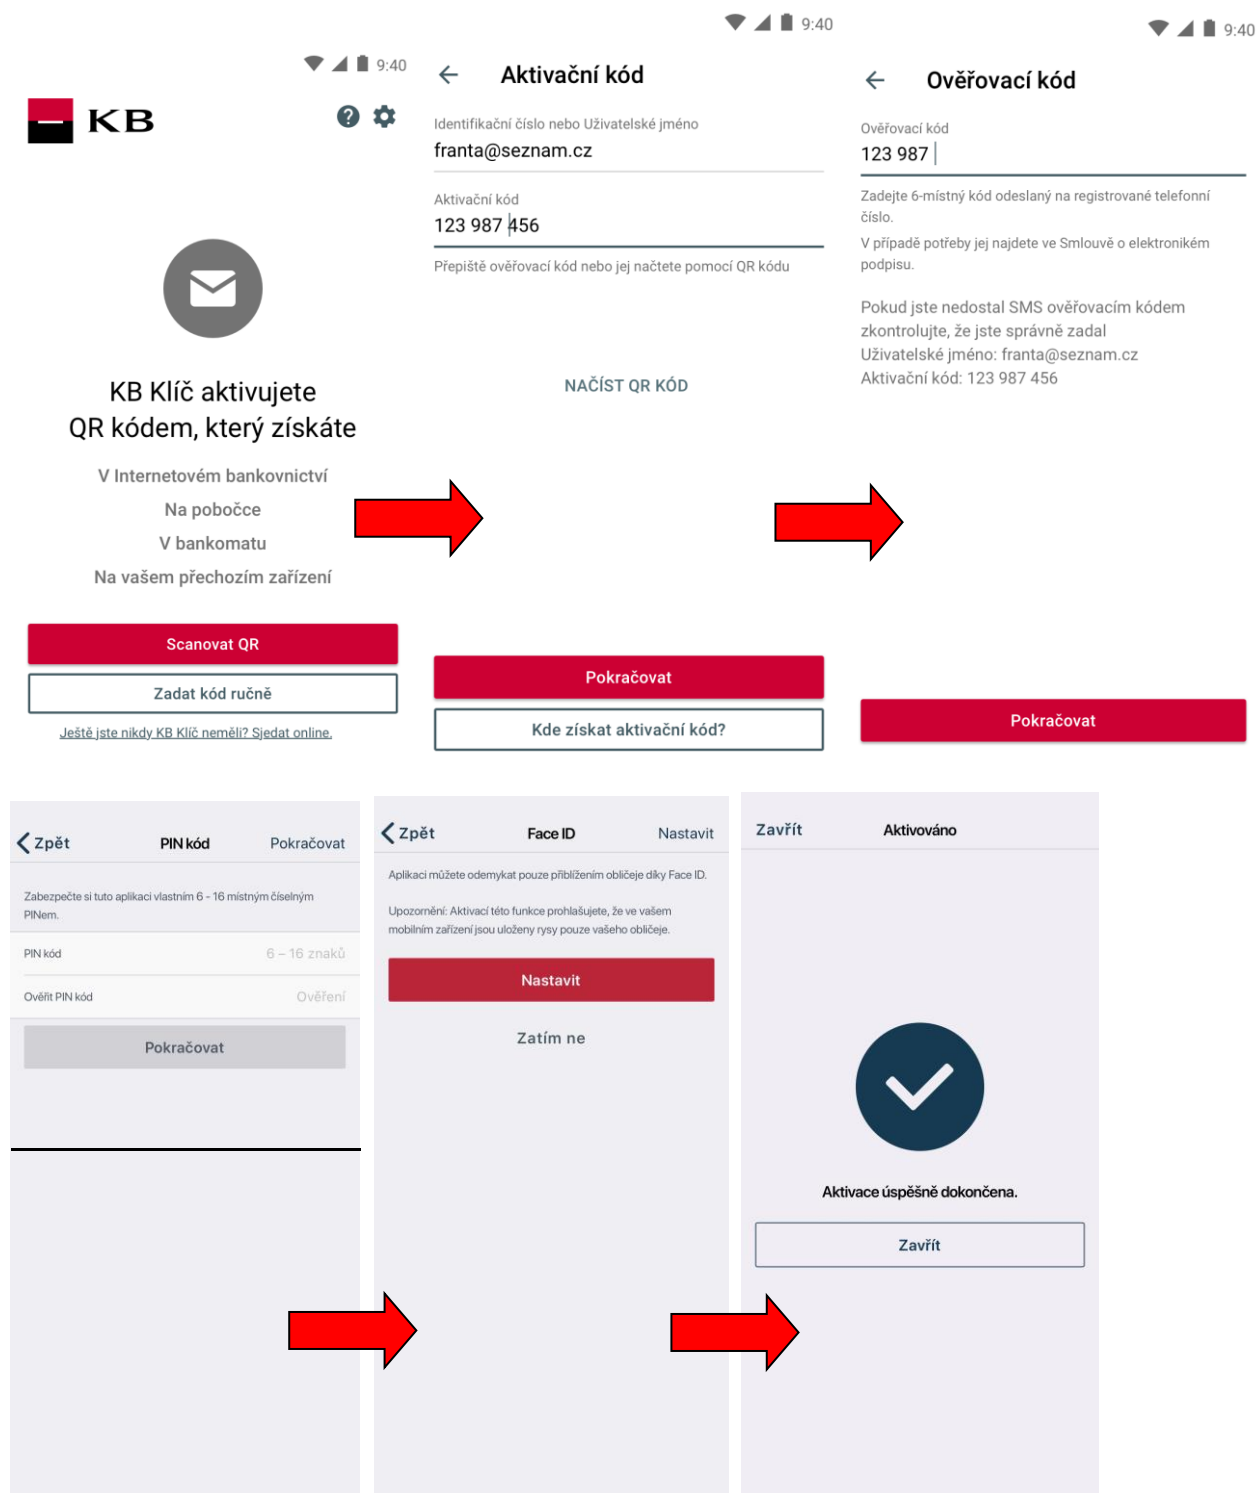 9:40
KB
KB Klíč aktivujete
QR kódem, který získáte
V Internetovém bankovnictví
Na pobočce
V bankomatu
Na vašem přechozím zařízení
Scanovat QR
Zadat kód ručně
Ještě jste nikdy KB Klíč neměli? Sjedat online.
9:40
Aktivační kód
Identifikační číslo nebo Uživatelské jméno
franta@seznam.cz
Aktivační kód
123 987 456
Přepiště ověřovací kód nebo jej načtete pomocí QR kódu
NAČÍST QR KÓD
Pokračovat
Kde získat aktivační kód?
9:40
Ověřovací kód
Ověřovací kód
123 987
Zadejte 6-místný kód odeslaný na registrované telefonní
číslo.
V případě potřeby jej najdete ve Smlouvě o elektronikém
podpisu.
Pokud jste nedostal SMS ověřovacím kódem
zkontrolujte, že jste správně zadal
Uživatelské jméno: franta@seznam.cz
Aktivační kód: 123 987 456
Pokračovat
Zpět
PIN kód
Pokračovat
Zabezpečte si tuto aplikaci vlastním 6 - 16 místným číselným
PINem.
PIN kód
6 – 16 znaků
Ověřit PIN kód
Ověření
Pokračovat
Zpět
Face ID
Nastavit
Aplikaci můžete odemykat pouze přiblížením obličeje díky Face ID.
Upozornění: Aktivací této funkce prohlašujete, že ve vašem
mobilním zařízení jsou uloženy rysy pouze vašeho obličeje.
Nastavit
Zatím ne
Zavřít
Aktivováno
Aktivace úspěšně dokončena.
Zavřít